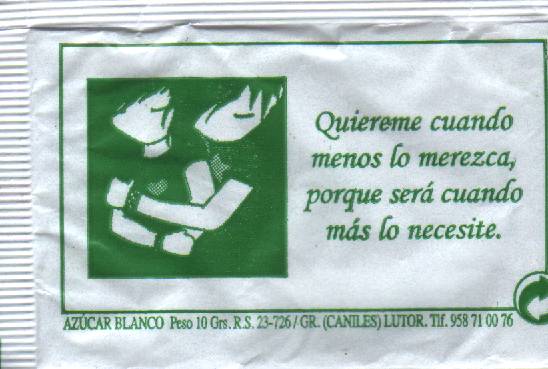 Quiereme cuando
menos lo merezca,
porque será cuando
más lo necesite.
AZÚCAR BLANCO Peso 10 Grs. R.S. 23-726 / GR. (CANILES) LUTOR. Tlf. 958 71 00 76